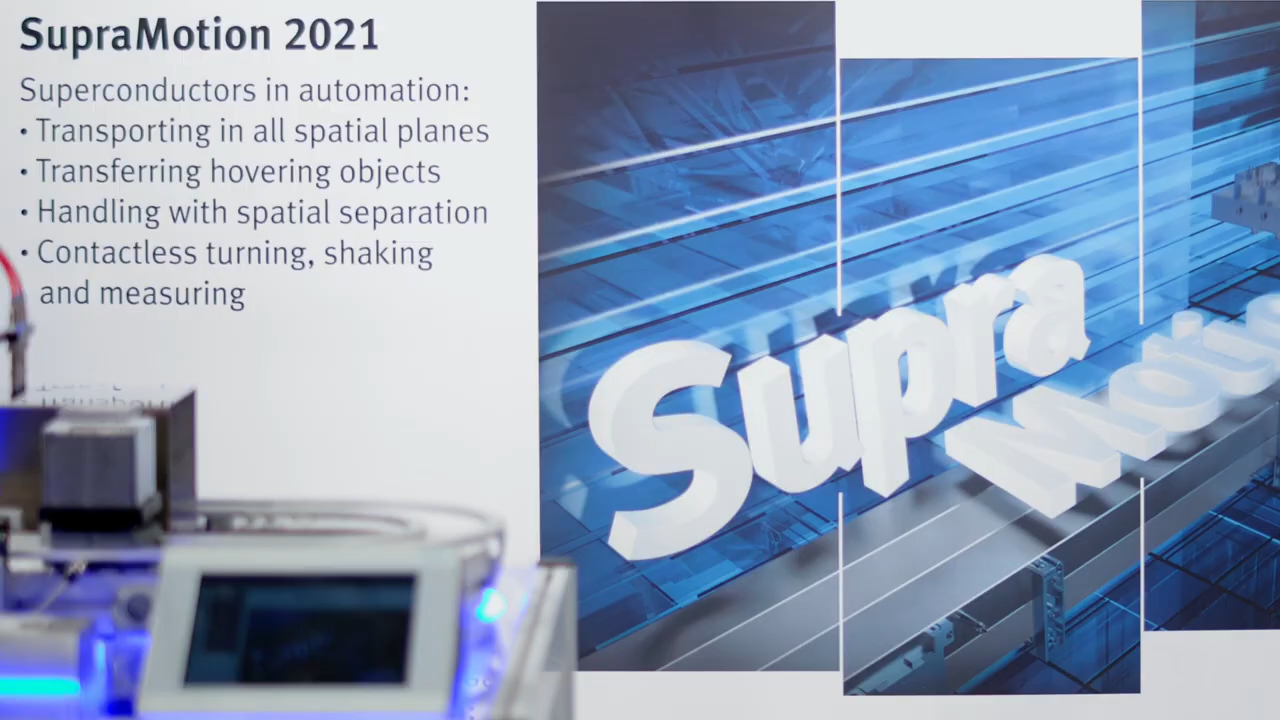 SupraMotion 2021
Superconductors in automation:
• Transporting in all spatial planes
• Transferring hovering objects
• Handling with spatial separation
• Contactless turning, shaking
and measuring
Supra